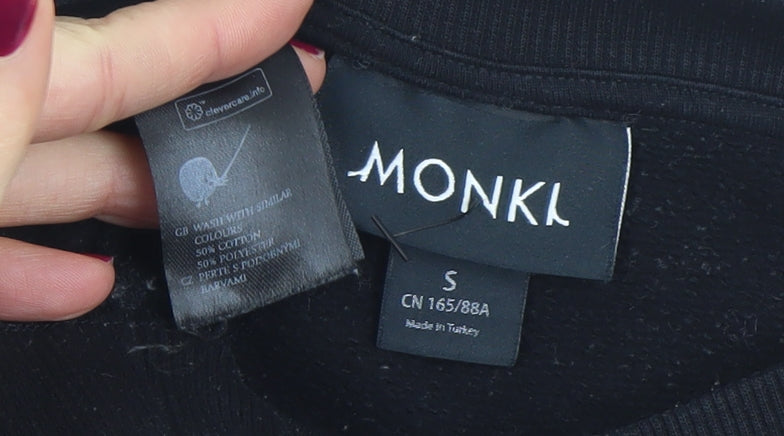 clevercare.info
GB WASH WITH SIMILAR
COLOURS
50% COTTON
50% POLYESTER
CZ PERTE S PODOBNÝMI
BARVAMI
MONKI
S
CN 165/88A
Made in Turkey